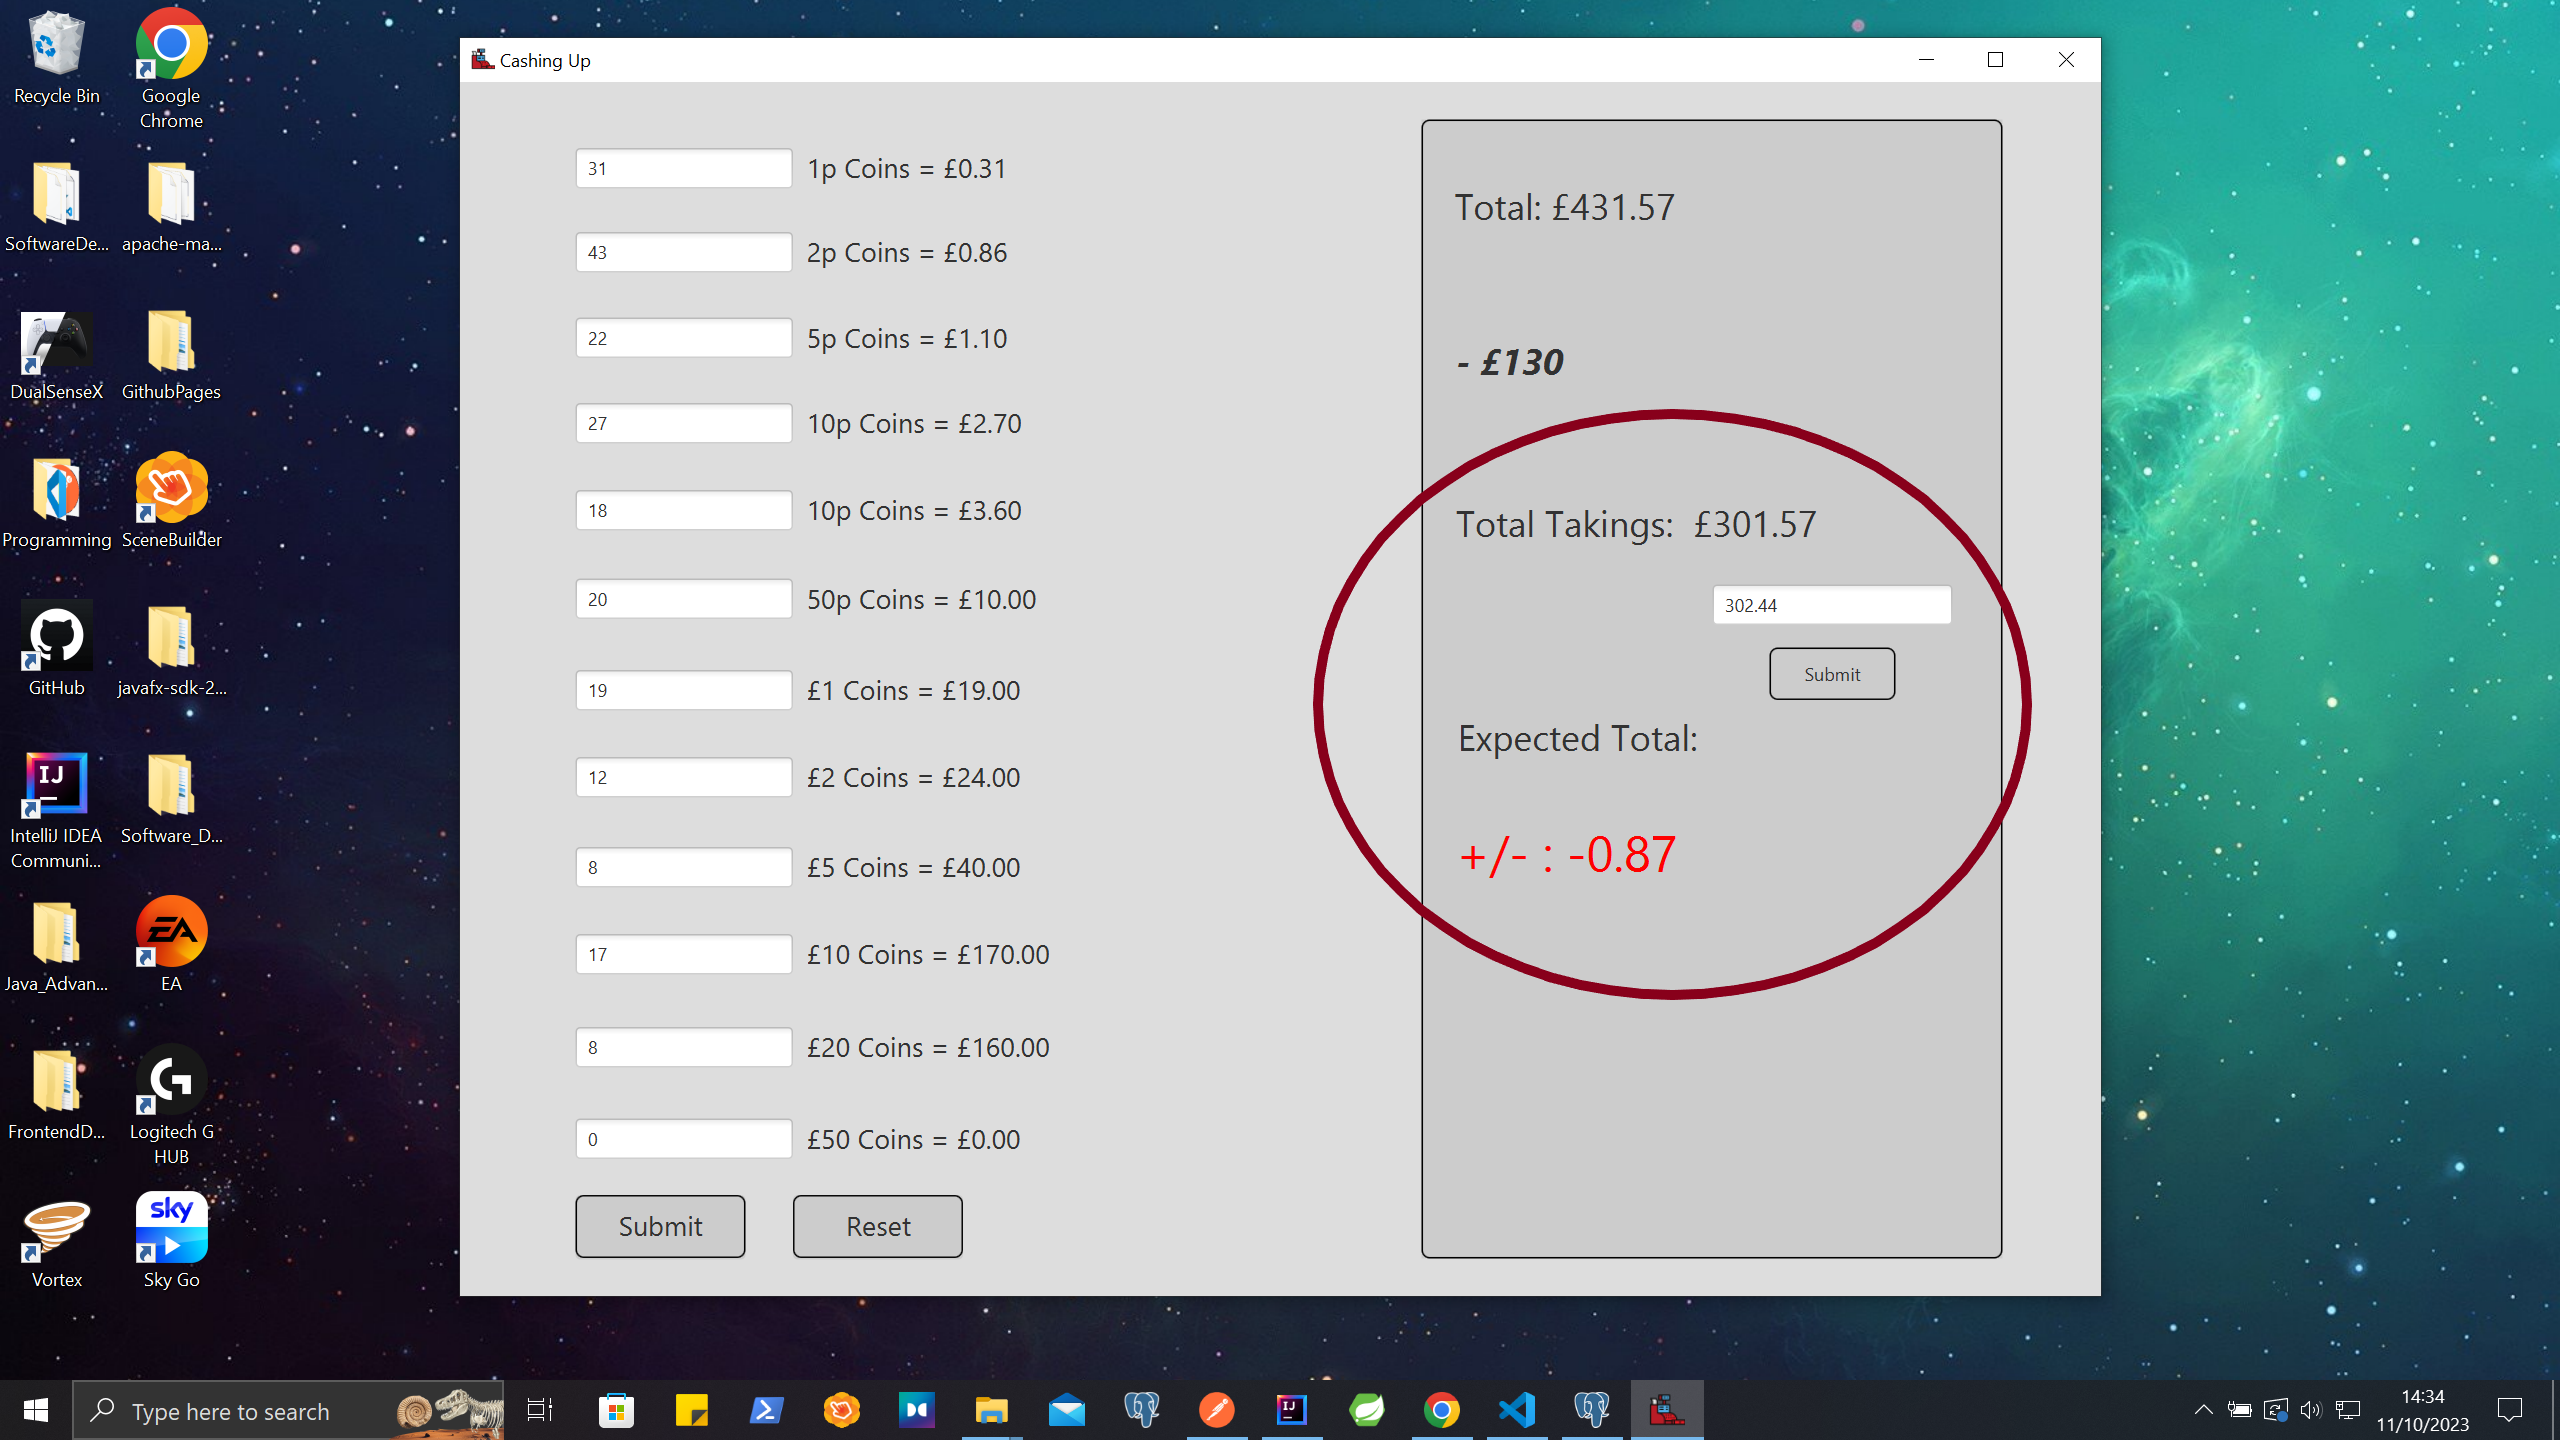 Recycle Bin
Google
Chrome
SoftwareDe...
apache-ma...
DualSenseX
GithubPages
Programming
SceneBuilder
GitHub
javafx-sdk-2...
IJ
IntelliJ IDEA
Communi...
Software_D...
Java_Advan...
EA
EA
FrontendD...
Logitech G
HUB
Vortex
sky
Sky Go
Cashing Up
31 1p Coins = £0.31
43 2p Coins = £0.86
22 5p Coins = £1.10
27 10p Coins = £2.70
18 10p Coins = £3.60
20 50p Coins = £10.00
19 £1 Coins = £19.00
12 £2 Coins = £24.00
8 £5 Coins = £40.00
17 £10 Coins = £170.00
8 £20 Coins = £160.00
0 £50 Coins = £0.00
Submit Reset
Total: £431.57
- £130
Total Takings: £301.57
302.44
Submit
Expected Total:
+/- : -0.87
Type here to search
IJ
14:34
11/10/2023